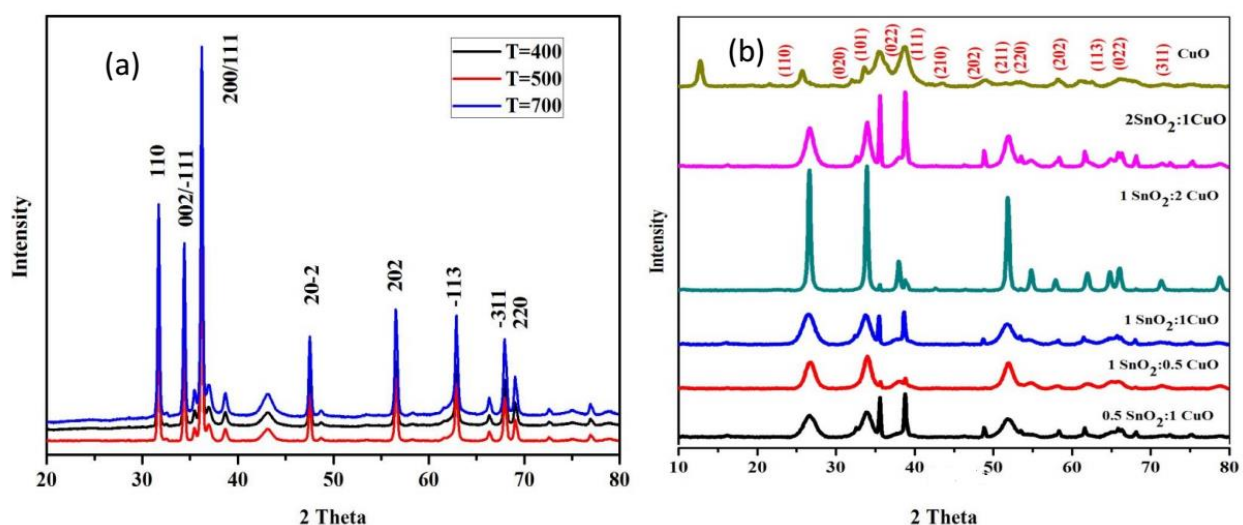 (a)
T=400
T=500
T=700
110
002/-111
200/111
20-2
202
-113
-311
220
Intensity
20 30 40 50 60 70 80
2 Theta
(b)
(110)
(020)
(101)
(022)
(111)
(210)
(202)
(211)
(220)
(202)
(113)
(022)
(311)
CuO
2SnO₂:1CuO
1 SnO₂:2 CuO
1 SnO₂:1CuO
1 SnO₂:0.5 CuO
0.5 SnO₂:1 CuO
Intensity
10 20 30 40 5 60 70 80
2 Theta